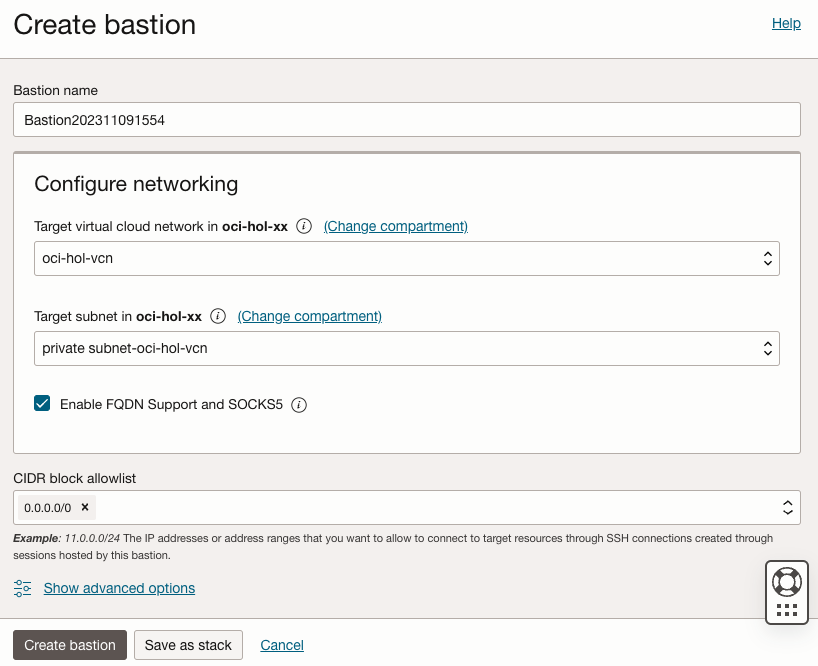 Create bastion
Help
Bastion name
Bastion202311091554
Configure networking
Target virtual cloud network in oci-hol-xx i (Change compartment)
oci-hol-vcn
Target subnet in oci-hol-xx i (Change compartment)
private subnet-oci-hol-vcn
Enable FQDN Support and SOCKS5 i
CIDR block allowlist
0.0.0.0/0 ×
Example: 11.0.0.0/24 The IP addresses or address ranges that you want to allow to connect to target resources through SSH connections created through
sessions hosted by this bastion.
Show advanced options
Create bastion Save as stack Cancel